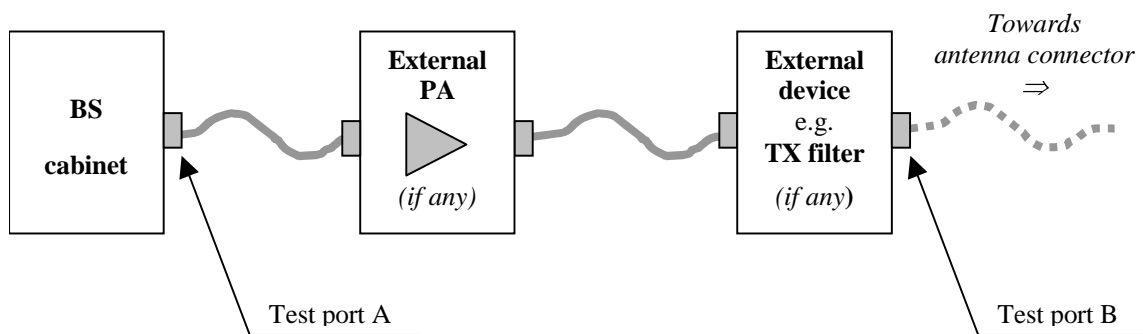 BS
cabinet
External
PA
(if any)
External
device
e.g.
TX filter
(if any)
Towards
antenna connector
⇒
Test port A
Test port B